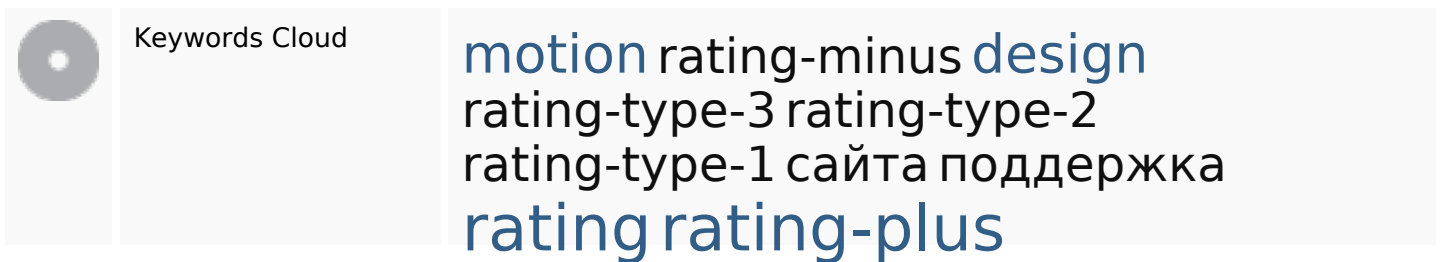 Keywords Cloud
motion rating-minus design
rating-type-3 rating-type-2
rating-type-1 сайта поддержка
rating rating-plus